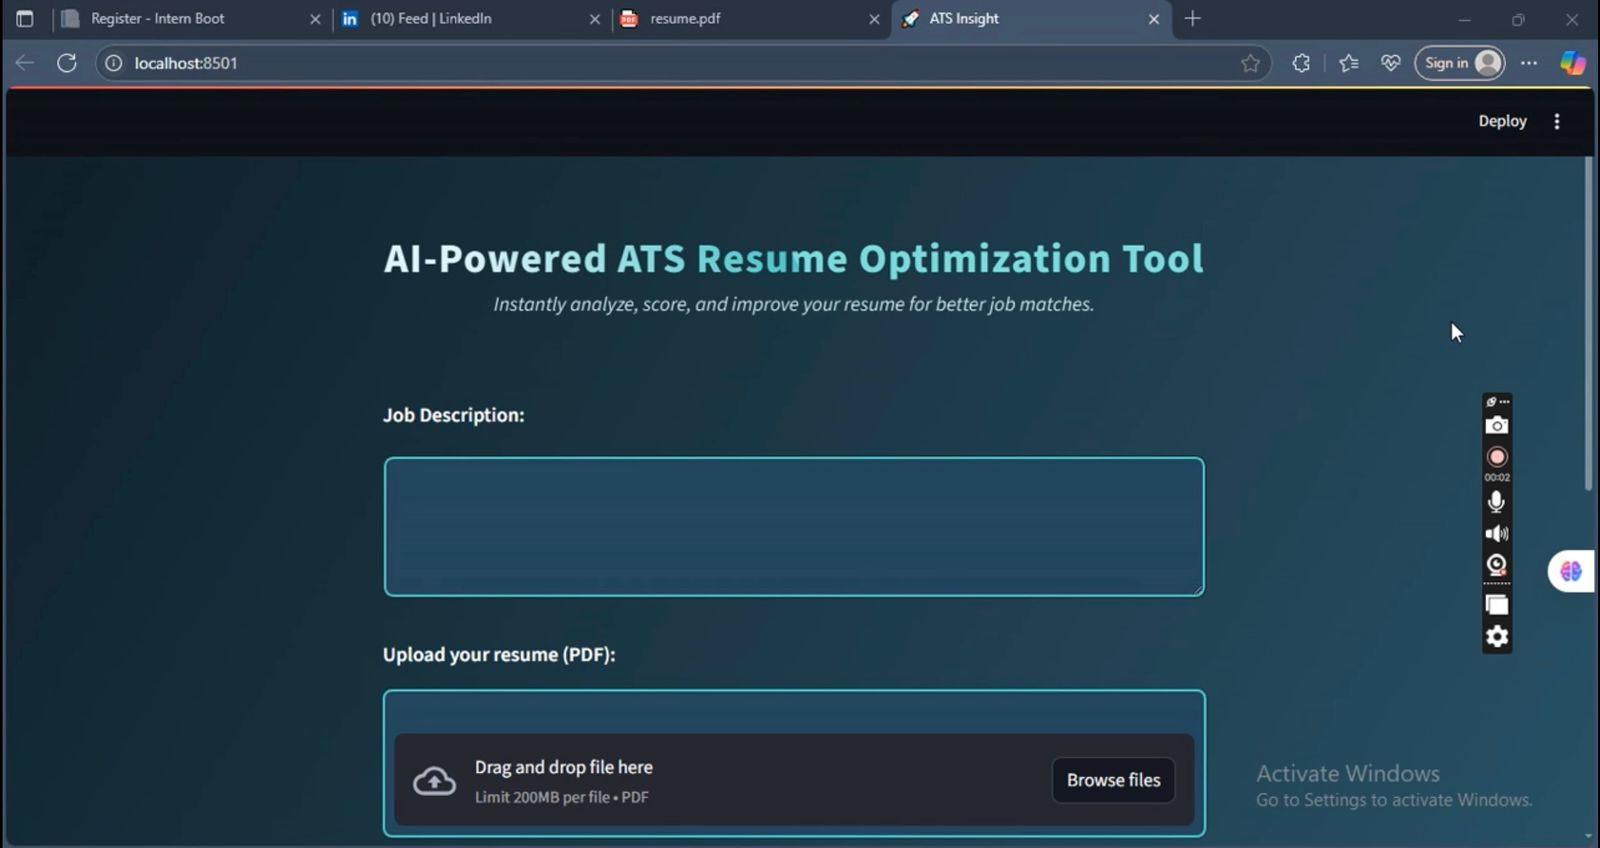 Register - Intern Boot
in (10) Feed | LinkedIn
PDF resume.pdf
ATS Insight
localhost:8501
Sign in
Deploy
AI-Powered ATS Resume Optimization Tool
Instantly analyze, score, and improve your resume for better job matches.
Job Description:
00:02
Upload your resume (PDF):
Drag and drop file here
Limit 200MB per file • PDF
Browse files
Activate Windows
Go to Settings to activate Windows.